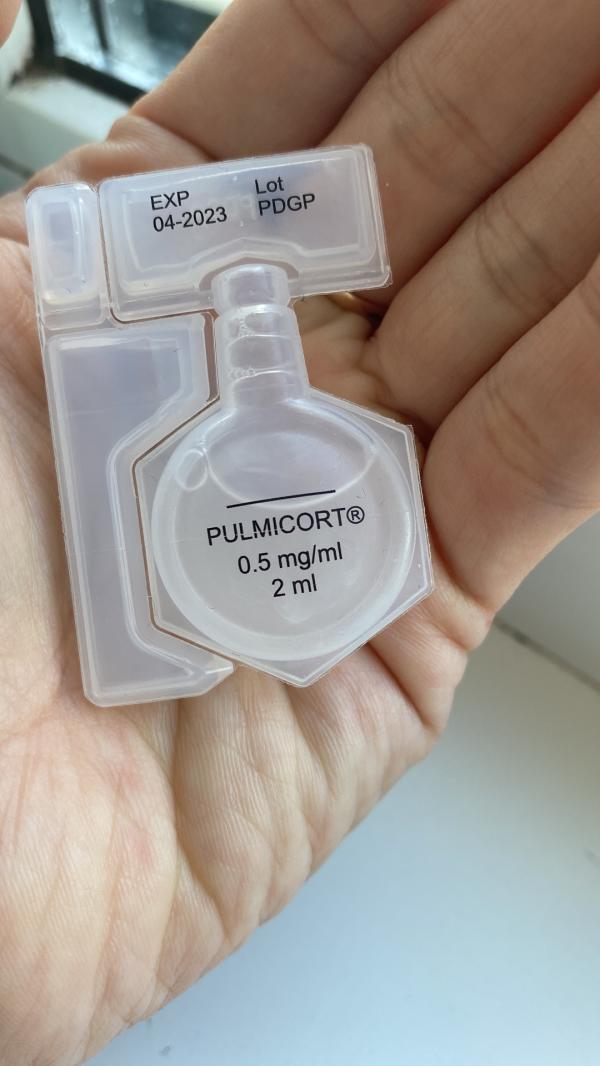 EXP Lot
04-2023 PDGP
PULMICORT®
0.5 mg/ml
2 ml